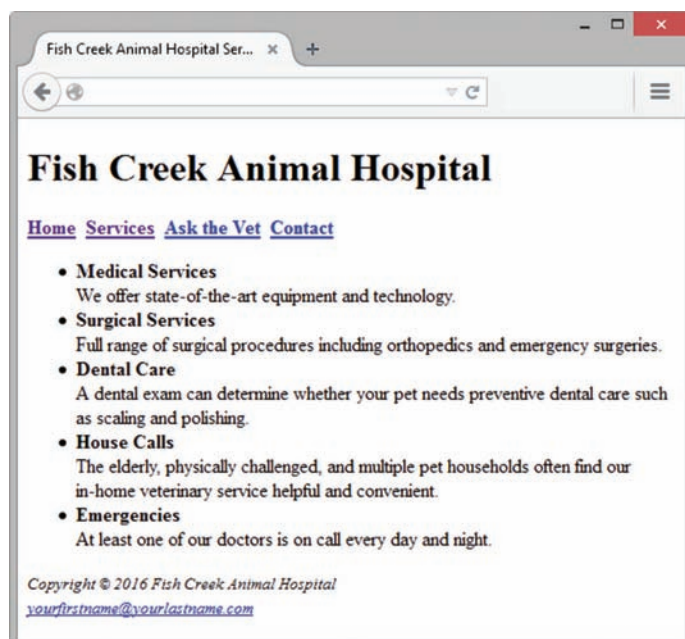 Fish Creek Animal Hospital Ser...
Fish Creek Animal Hospital
Home Services Ask the Vet Contact
• Medical Services
We offer state-of-the-art equipment and technology.
• Surgical Services
Full range of surgical procedures including orthopedics and emergency surgeries.
• Dental Care
A dental exam can determine whether your pet needs preventive dental care such
as scaling and polishing.
• House Calls
The elderly, physically challenged, and multiple pet households often find our
in-home veterinary service helpful and convenient.
• Emergencies
At least one of our doctors is on call every day and night.
Copyright © 2016 Fish Creek Animal Hospital
yourfirstname@yourlastname.com